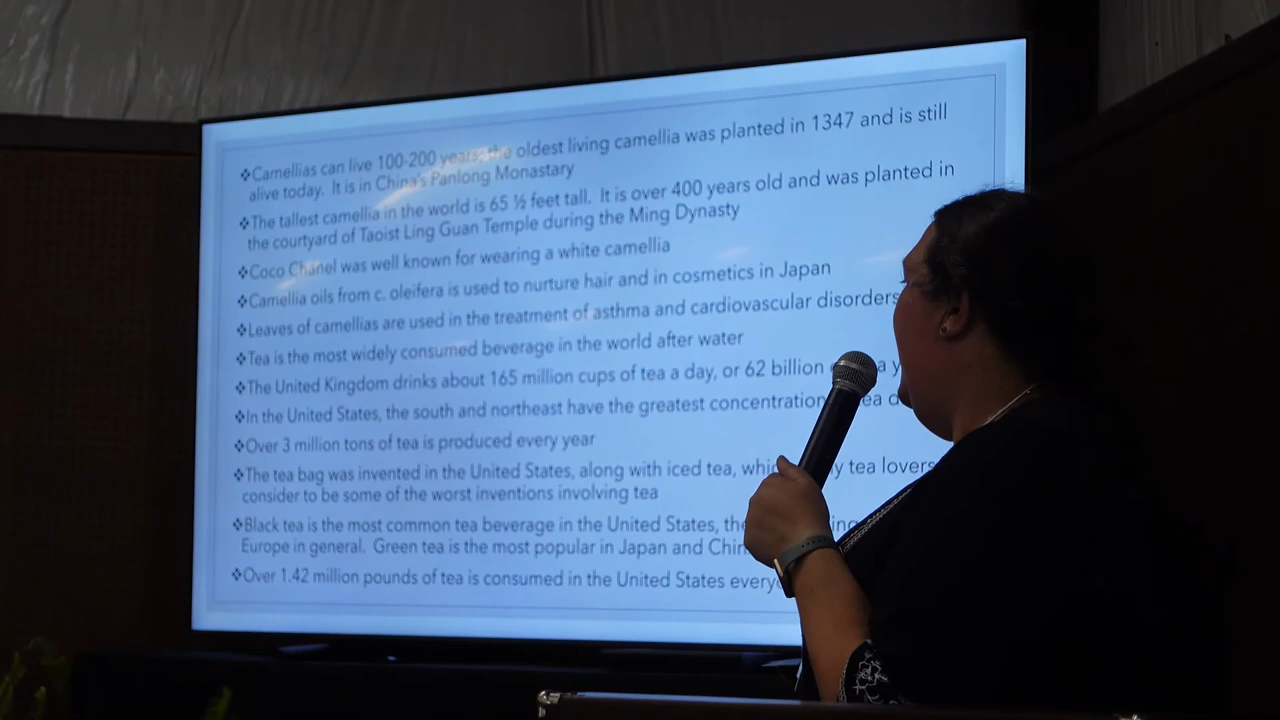 ❖Camellias can live 100-200 years, the oldest living camellia was planted in 1347 and is still
alive today. It is in China's Panlong Monastary
❖The tallest camellia in the world is 65 ½ feet tall. It is over 400 years old and was planted in
the courtyard of Taoist Ling Guan Temple during the Ming Dynasty
❖Coco Chanel was well known for wearing a white camellia
❖Camellia oils from c. oleifera is used to nurture hair and in cosmetics in Japan
❖Leaves of camellias are used in the treatment of asthma and cardiovascular disorders
❖Tea is the most widely consumed beverage in the world after water
❖The United Kingdom drinks about 165 million cups of tea a day, or 62 billion a
❖In the United States, the south and northeast have the greatest concentration
❖Over 3 million tons of tea is produced every year
❖The tea bag was invented in the United States, along with iced tea, tea lovers
consider to be some of the worst inventions involving tea
❖Black tea is the most common tea beverage in the United States,
Europe in general. Green tea is the most popular in Japan and
❖Over 1.42 million pounds of tea is consumed in the United States